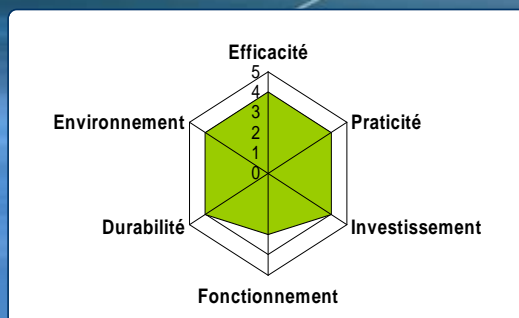 Efficacité
5
4
Environnement
Praticité
3
2
1
0
Durabilité
Investissement
Fonctionnement